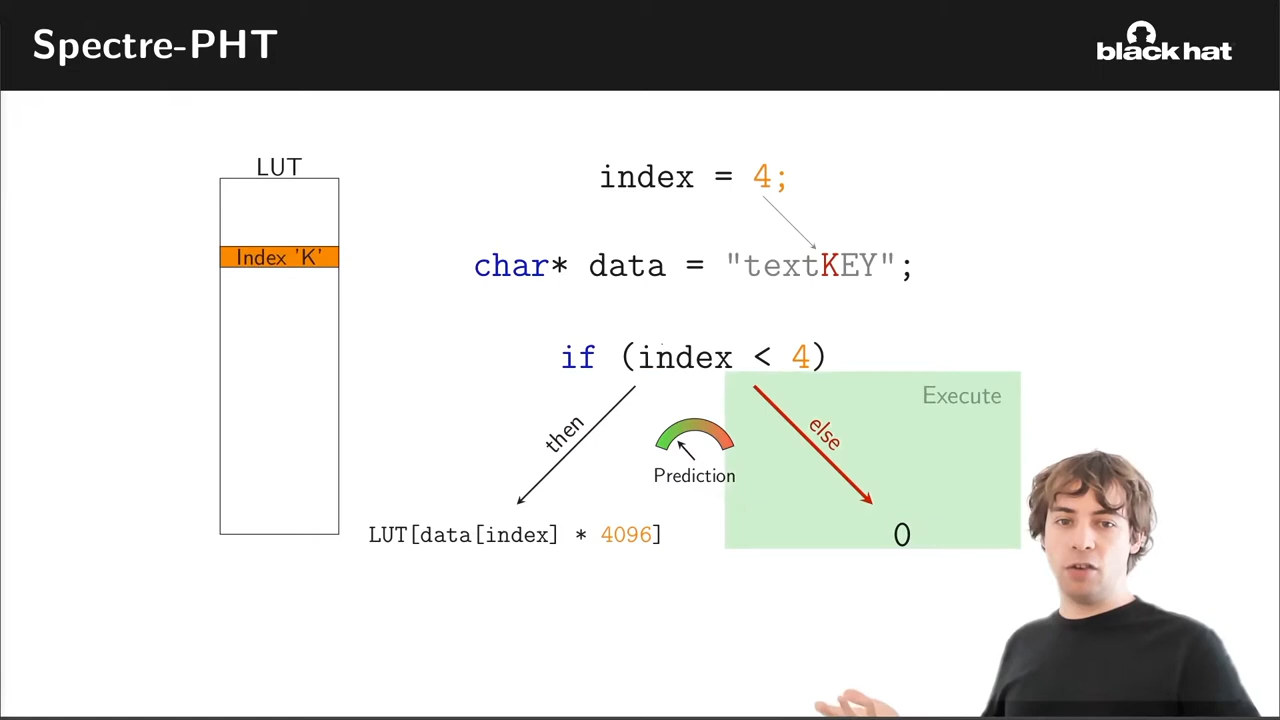 Spectre-PHT
black hat
LUT
Index 'K'
index = 4;
char* data = "textKEY";
if (index < 4)
then
else
Execute
Prediction
LUT[data[index] * 4096]
0